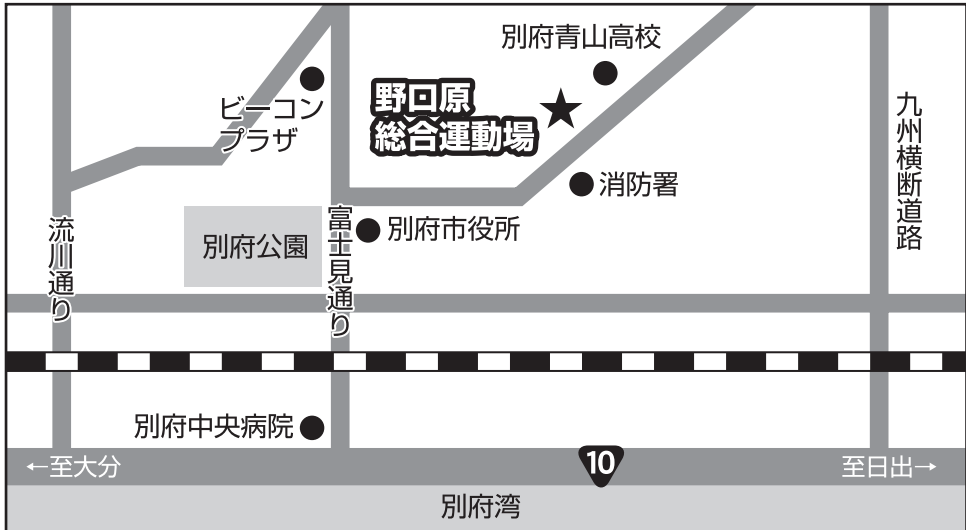 別府青山高校
ビーコン
プラザ
野口原
総合運動場
九州横断道路
消防署
流川通り
別府公園
富士見通り
別府市役所
別府中央病院
←至大分
10
至日出→
別府湾